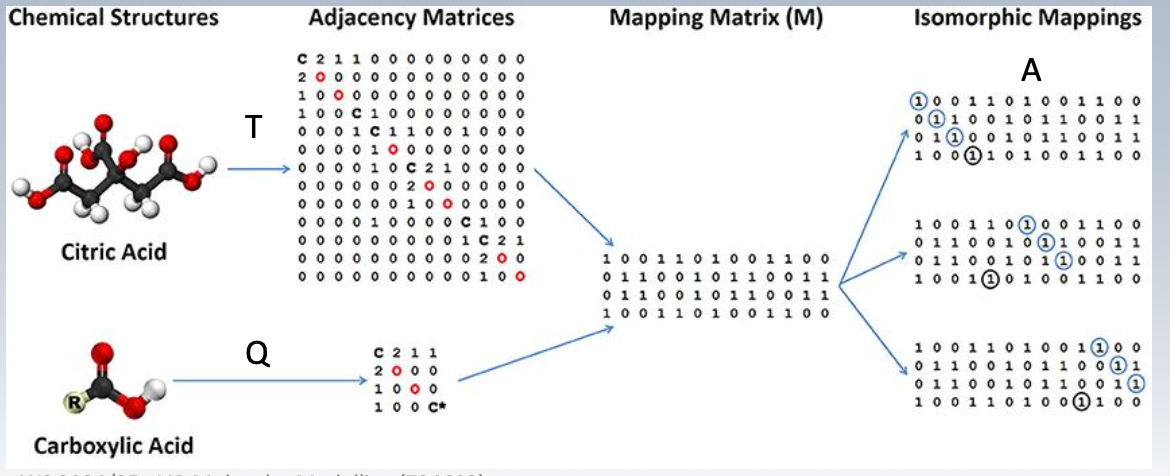 Chemical Structures
Adjacency Matrices
Mapping Matrix (M)
Isomorphic Mappings
T
C 2 1 1 0 0 0 0 0 0 0 0 0
2 O 0 0 0 0 0 0 0 0 0 0 0
1 0 O 0 0 0 0 0 0 0 0 0 0
1 0 0 C 1 0 0 0 0 0 0 0 0
0 0 0 1 C 1 1 0 0 1 0 0 0
0 0 0 0 1 O 0 0 0 0 0 0 0
0 0 0 0 1 0 C 2 1 0 0 0 0
0 0 0 0 0 0 2 O 0 0 0 0 0
0 0 0 0 0 0 1 0 O 0 0 0 0
0 0 0 0 1 0 0 0 0 C 1 0 0
0 0 0 0 0 0 0 0 0 1 C 2 1
0 0 0 0 0 0 0 0 0 0 2 O 0
0 0 0 0 0 0 0 0 0 0 1 0 O
Citric Acid
Q
C 2 1 1
2 O 0 0
1 0 O 0
1 0 0 C*
Carboxylic Acid
1 0 0 1 1 0 1 0 0 1 1 0 0
0 1 1 0 0 1 0 1 1 0 0 1 1
0 1 1 0 0 1 0 1 1 0 0 1 1
1 0 0 1 1 0 1 0 0 1 1 0 0
A
1 0 0 1 1 0 1 0 0 1 1 0 0
0 1 1 0 0 1 0 1 1 0 0 1 1
0 1 1 0 0 1 0 1 1 0 0 1 1
1 0 0 1 1 0 1 0 0 1 1 0 0
1 0 0 1 1 0 1 0 0 1 1 0 0
0 1 1 0 0 1 0 1 1 0 0 1 1
0 1 1 0 0 1 0 1 1 0 0 1 1
1 0 0 1 1 0 1 0 0 1 1 0 0
1 0 0 1 1 0 1 0 0 1 1 0 0
0 1 1 0 0 1 0 1 1 0 0 1 1
0 1 1 0 0 1 0 1 1 0 0 1 1
1 0 0 1 1 0 1 0 0 1 1 0 0
R